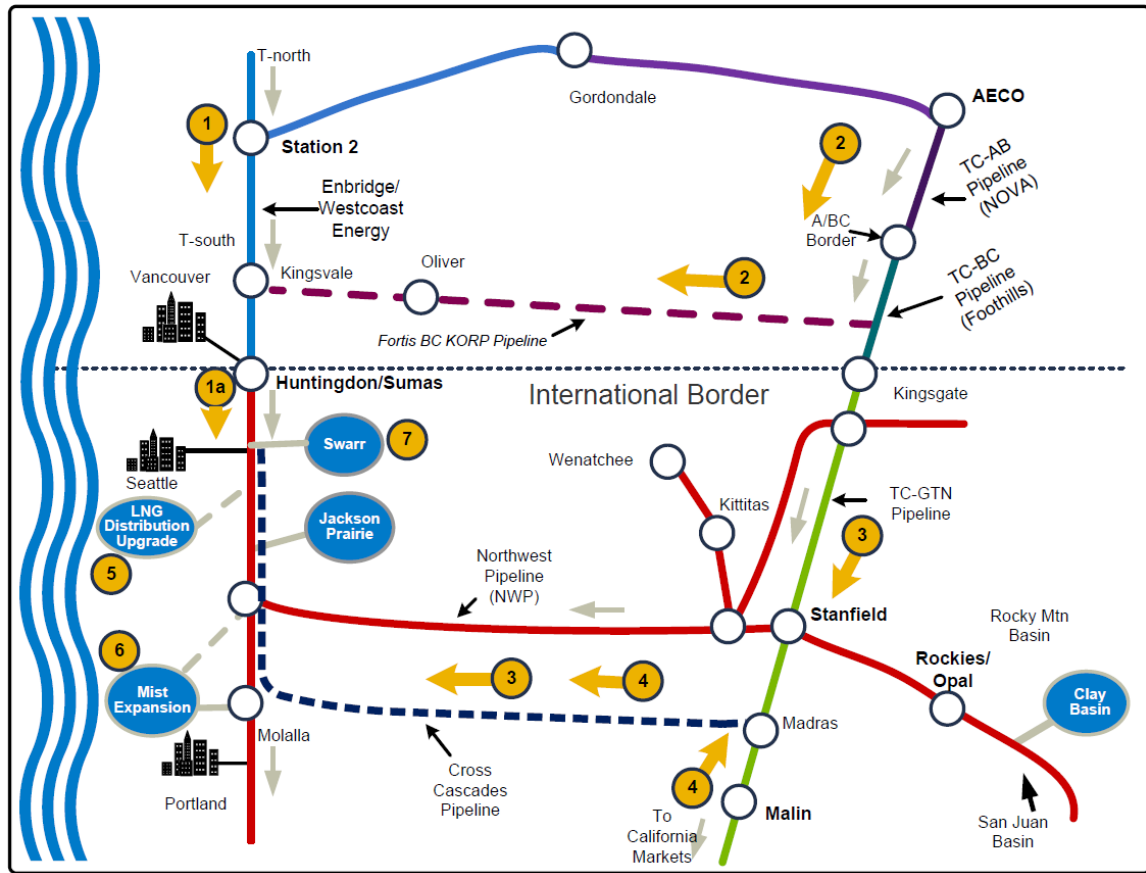 T-north
Gordondale
AECO
1
Station 2
2
TC-AB
Pipeline
(NOVA)
Enbridge/
Westcoast
Energy
A/BC
Border
T-south
Vancouver
Kingsvale
Oliver
2
TC-BC
Pipeline
(Foothills)
Fortis BC KORP Pipeline
1a
Huntingdon/Sumas
International Border
Kingsgate
Swarr
7
Seattle
Wenatchee
LNG
Distribution
Upgrade
5
Jackson
Prairie
Kittitas
TC-GTN
Pipeline
3
Northwest
Pipeline
(NWP)
Stanfield
Rocky Mtn
Basin
6
Mist
Expansion
3
4
Rockies/
Opal
Clay
Basin
Molalla
Madras
Portland
Cross
Cascades
Pipeline
4
To
California
Markets
Malin
San Juan
Basin